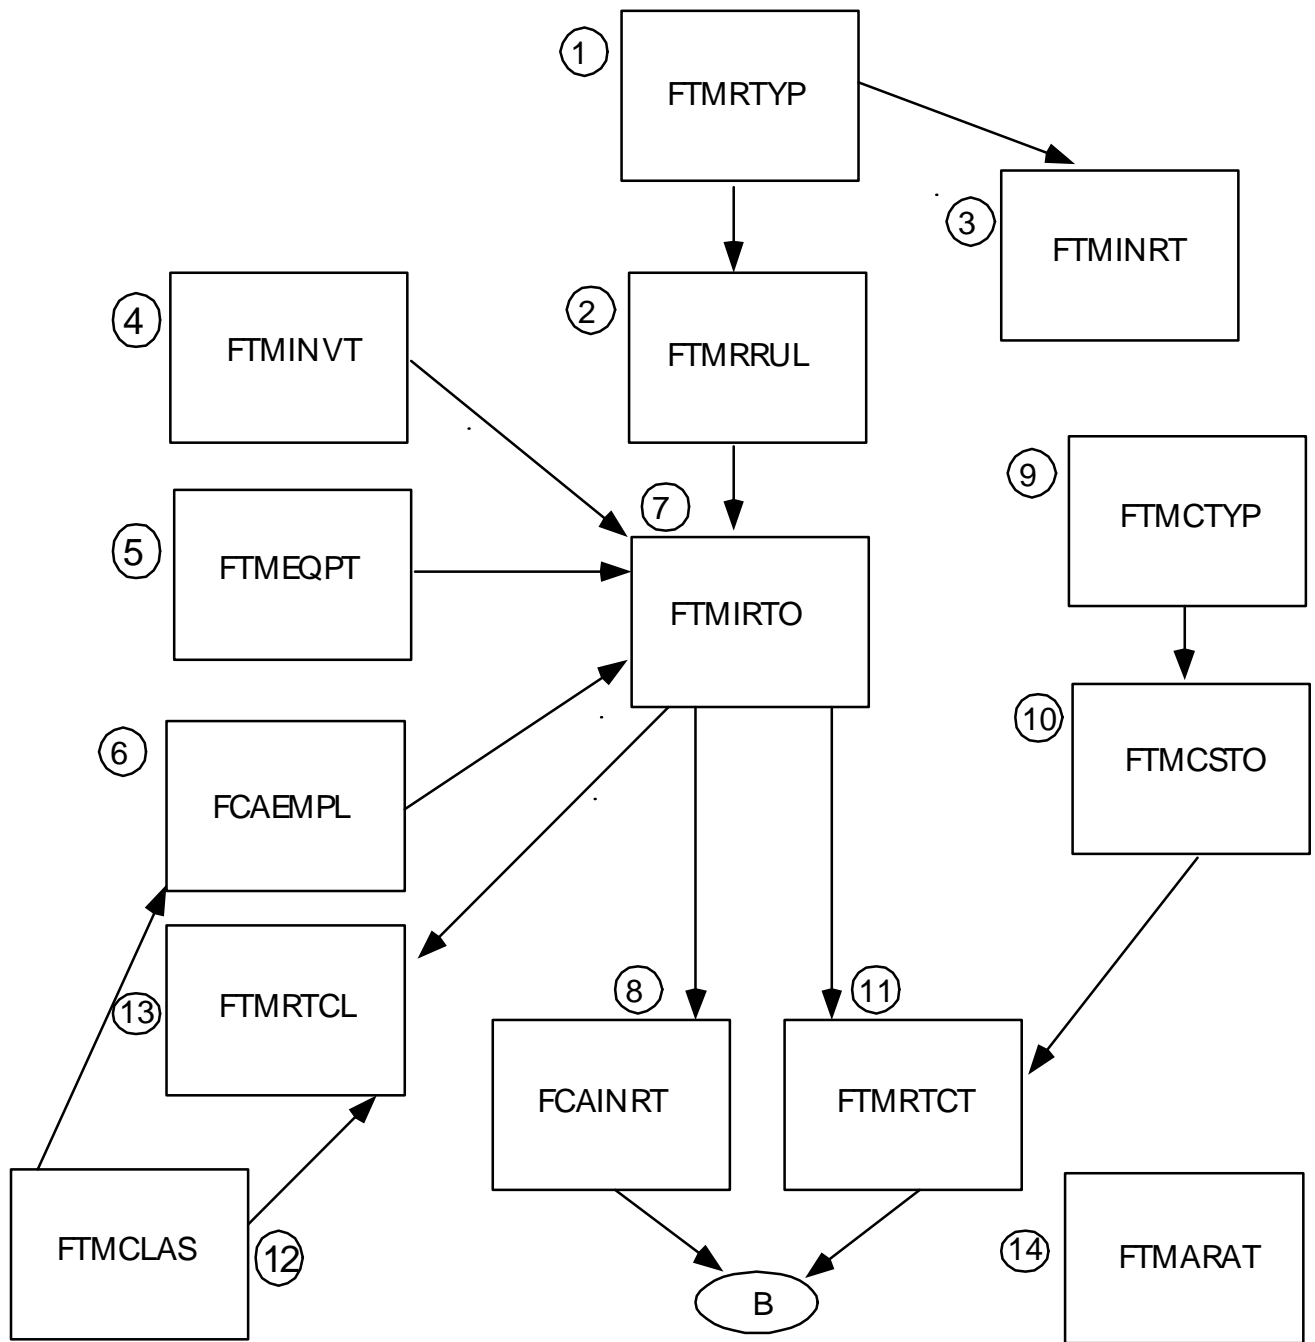 1
FTMRTYP
3
FTMINRT
4
FTMINVT
2
FTMRRUL
9
FTMCTYP
7
5
FTMEQPT
FTMIRTO
10
FTMCSTO
6
FCAEMPL
13
FTMRTCL
8
FCAINRT
11
FTMRTCT
FTMCLAS
12
14
FTMARAT
B